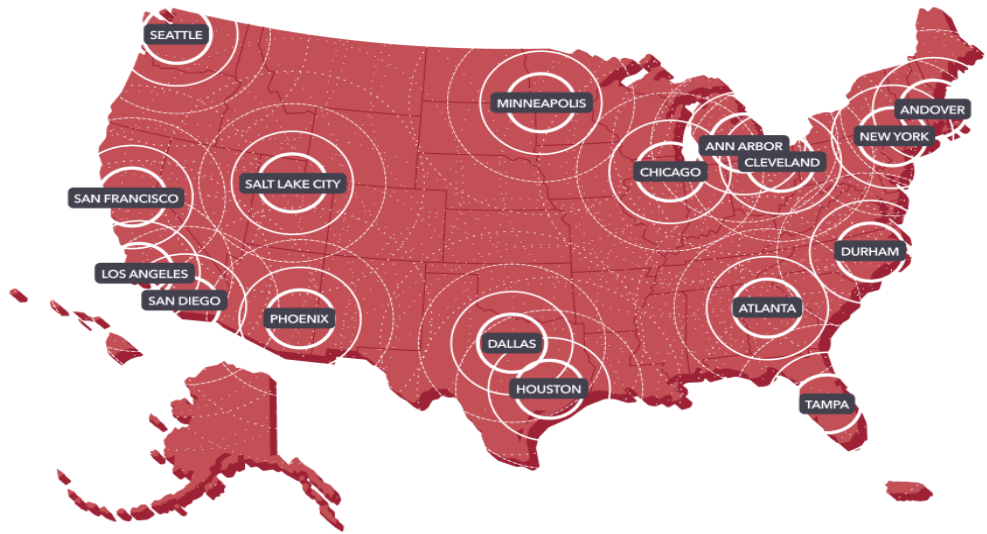 SEATTLE
MINNEAPOLIS
ANDOVER
NEW YORK
ANN ARBOR
CLEVELAND
CHICAGO
SALT LAKE CITY
SAN FRANCISCO
DURHAM
LOS ANGELES
SAN DIEGO
PHOENIX
ATLANTA
DALLAS
HOUSTON
TAMPA